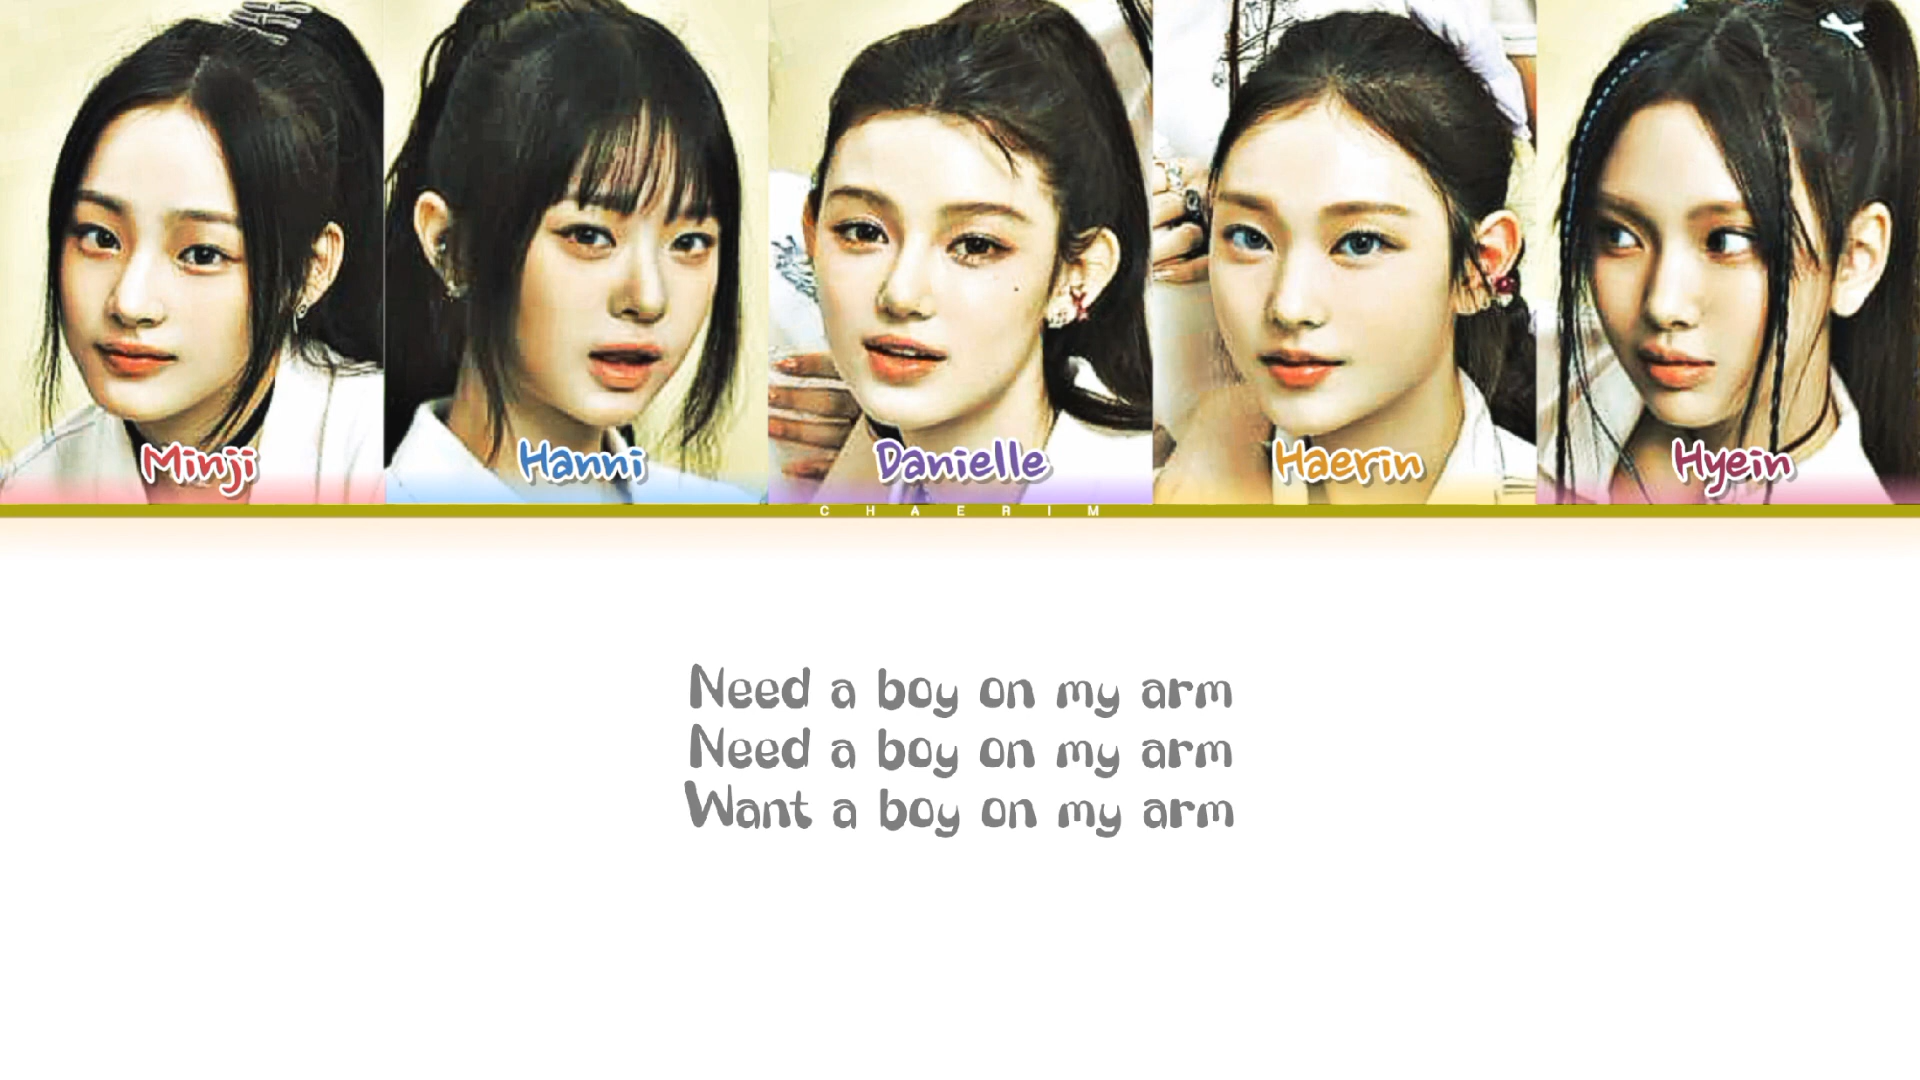 Minji Hanni Danielle Haerin Hyein
CHAERIM
Need a boy on my arm
Need a boy on my arm
Want a boy on my arm